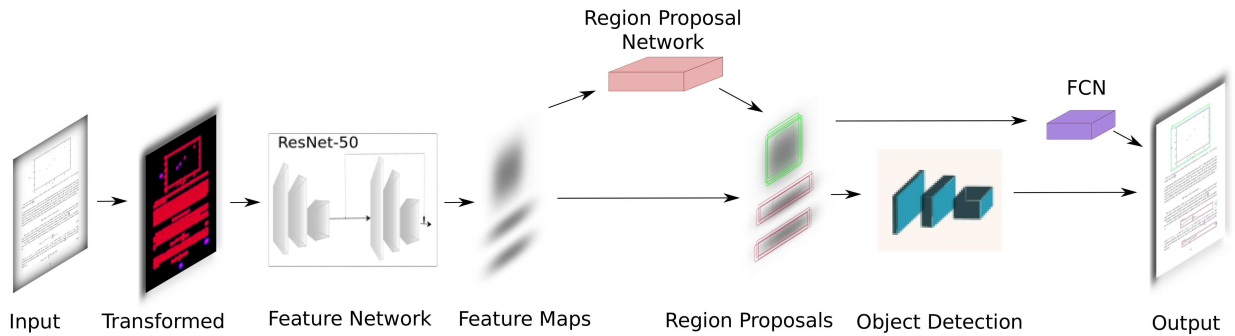 Region Proposal
Network
FCN
ResNet-50
Input
Transformed
Feature Network
Feature Maps
Region Proposals
Object Detection
Output